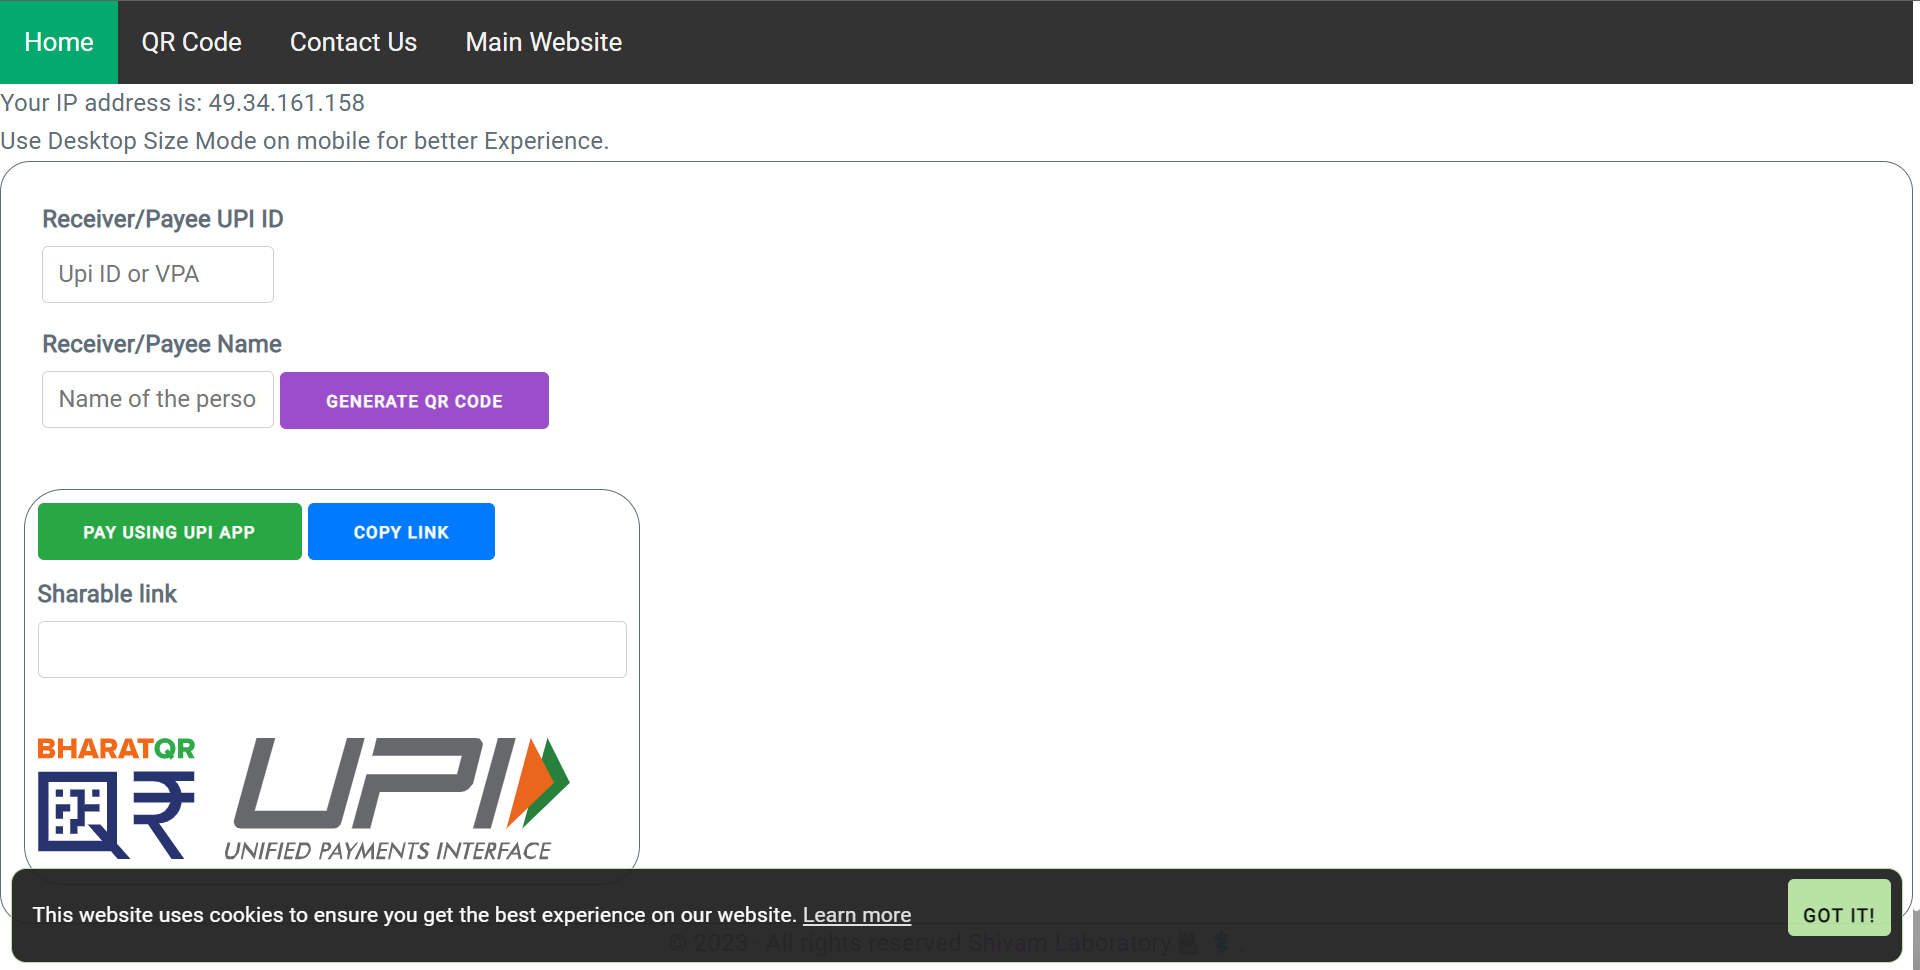 Home QR Code Contact Us Main Website
Your IP address is: 49.34.161.158
Use Desktop Size Mode on mobile for better Experience.
Receiver/Payee UPI ID
Upi ID or VPA
Receiver/Payee Name
Name of the perso GENERATE QR CODE
PAY USING UPI APP COPY LINK
Sharable link
BHARATQR
UPI
UNIFIED PAYMENTS INTERFACE
This website uses cookies to ensure you get the best experience on our website. Learn more GOT IT!
© 2023 · All rights reserved Shivam Laboratory